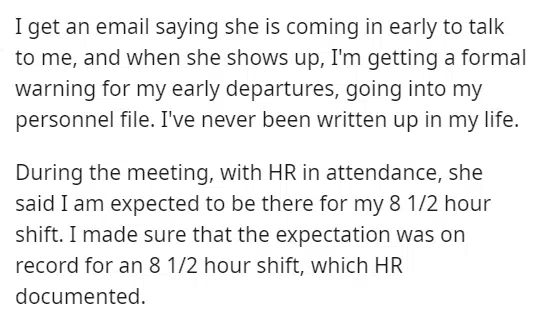 I get an email saying she is coming in early to talk
to me, and when she shows up, I'm getting a formal
warning for my early departures, going into my
personnel file. I've never been written up in my life.
During the meeting, with HR in attendance, she
said I am expected to be there for my 8 1/2 hour
shift. I made sure that the expectation was on
record for an 8 1/2 hour shift, which HR
documented.